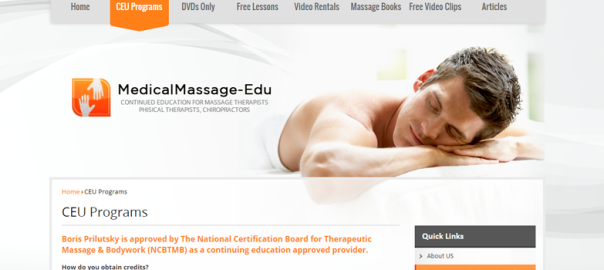 Home CEU Programs DVDs Only Free Lessons Video Rentals Massage Books Free Video Clips Articles
MedicalMassage-Edu
CONTINUED EDUCATION FOR MASSAGE THERAPISTS
PHISICAL THERAPISTS, CHIROPRACTORS
Home › CEU Programs
CEU Programs
Boris Prilutsky is approved by The National Certification Board for Therapeutic
Massage & Bodywork (NCBTMB) as a continuing education approved provider.
How do you obtain credits?
Quick Links
› About US